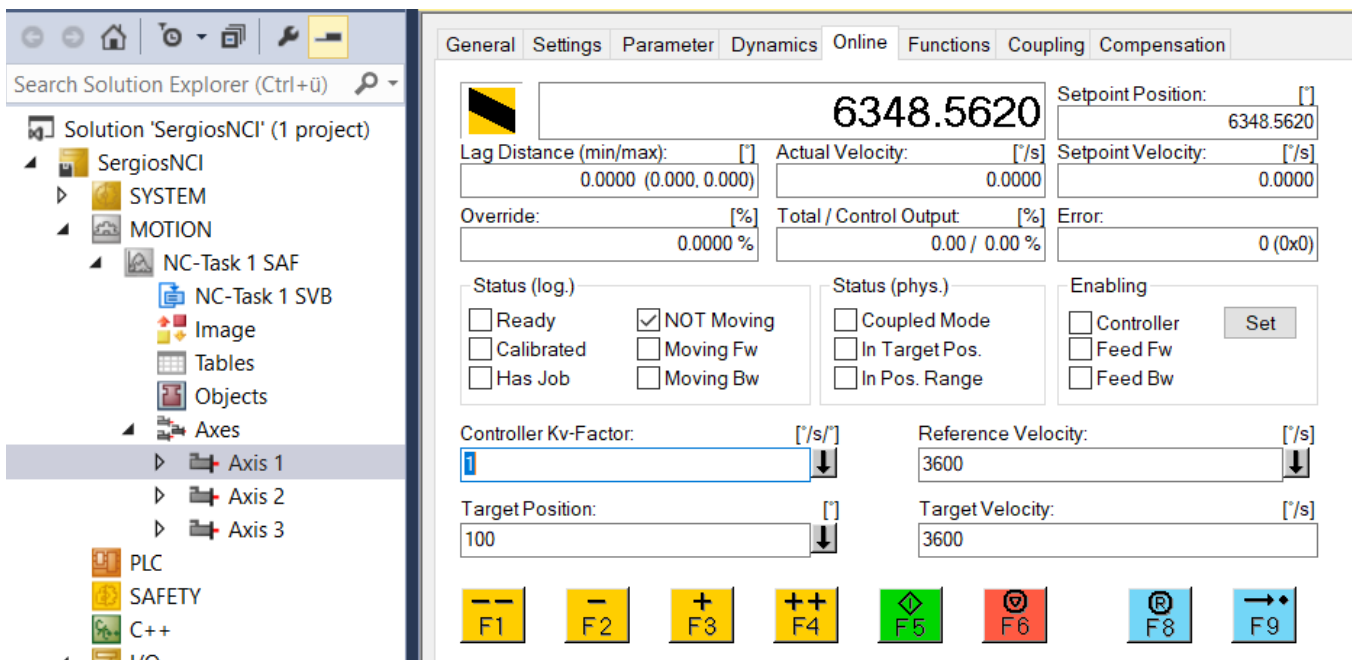 Search Solution Explorer (Ctrl+ü)
Solution 'SergiosNCI' (1 project)
SergiosNCI
SYSTEM
MOTION
NC-Task 1 SAF
NC-Task 1 SVB
Image
Tables
Objects
Axes
Axis 1
Axis 2
Axis 3
PLC
SAFETY
C++
General Settings Parameter Dynamics Online Functions Coupling Compensation
6348.5620
Setpoint Position: [°]
6348.5620
Lag Distance (min/max): [°] Actual Velocity: [°/s] Setpoint Velocity: [°/s]
0.0000 (0.000, 0.000) 0.0000 0.0000
Override: [%] Total / Control Output: [%] Error:
0.0000 % 0.00 / 0.00 % 0 (0x0)
Status (log.) Status (phys.) Enabling
Ready NOT Moving Coupled Mode Controller Set
Calibrated Moving Fw In Target Pos. Feed Fw
Has Job Moving Bw In Pos. Range Feed Bw
Controller Kv-Factor: [°/s/°] Reference Velocity: [°/s]
1 3600
Target Position: [°] Target Velocity: [°/s]
100 3600
-- - + ++ R
F1 F2 F3 F4 F5 F6 F8 F9